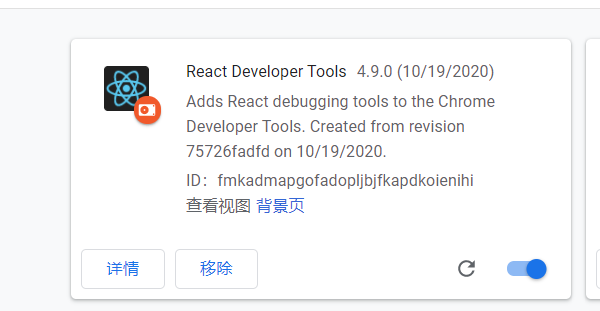 React Developer Tools 4.9.0 (10/19/2020)
Adds React debugging tools to the Chrome
Developer Tools. Created from revision
75726fadfd on 10/19/2020.
ID：fmkadmapgofadopljbjfkapdkoienihi
查看视图 背景页
详情 移除